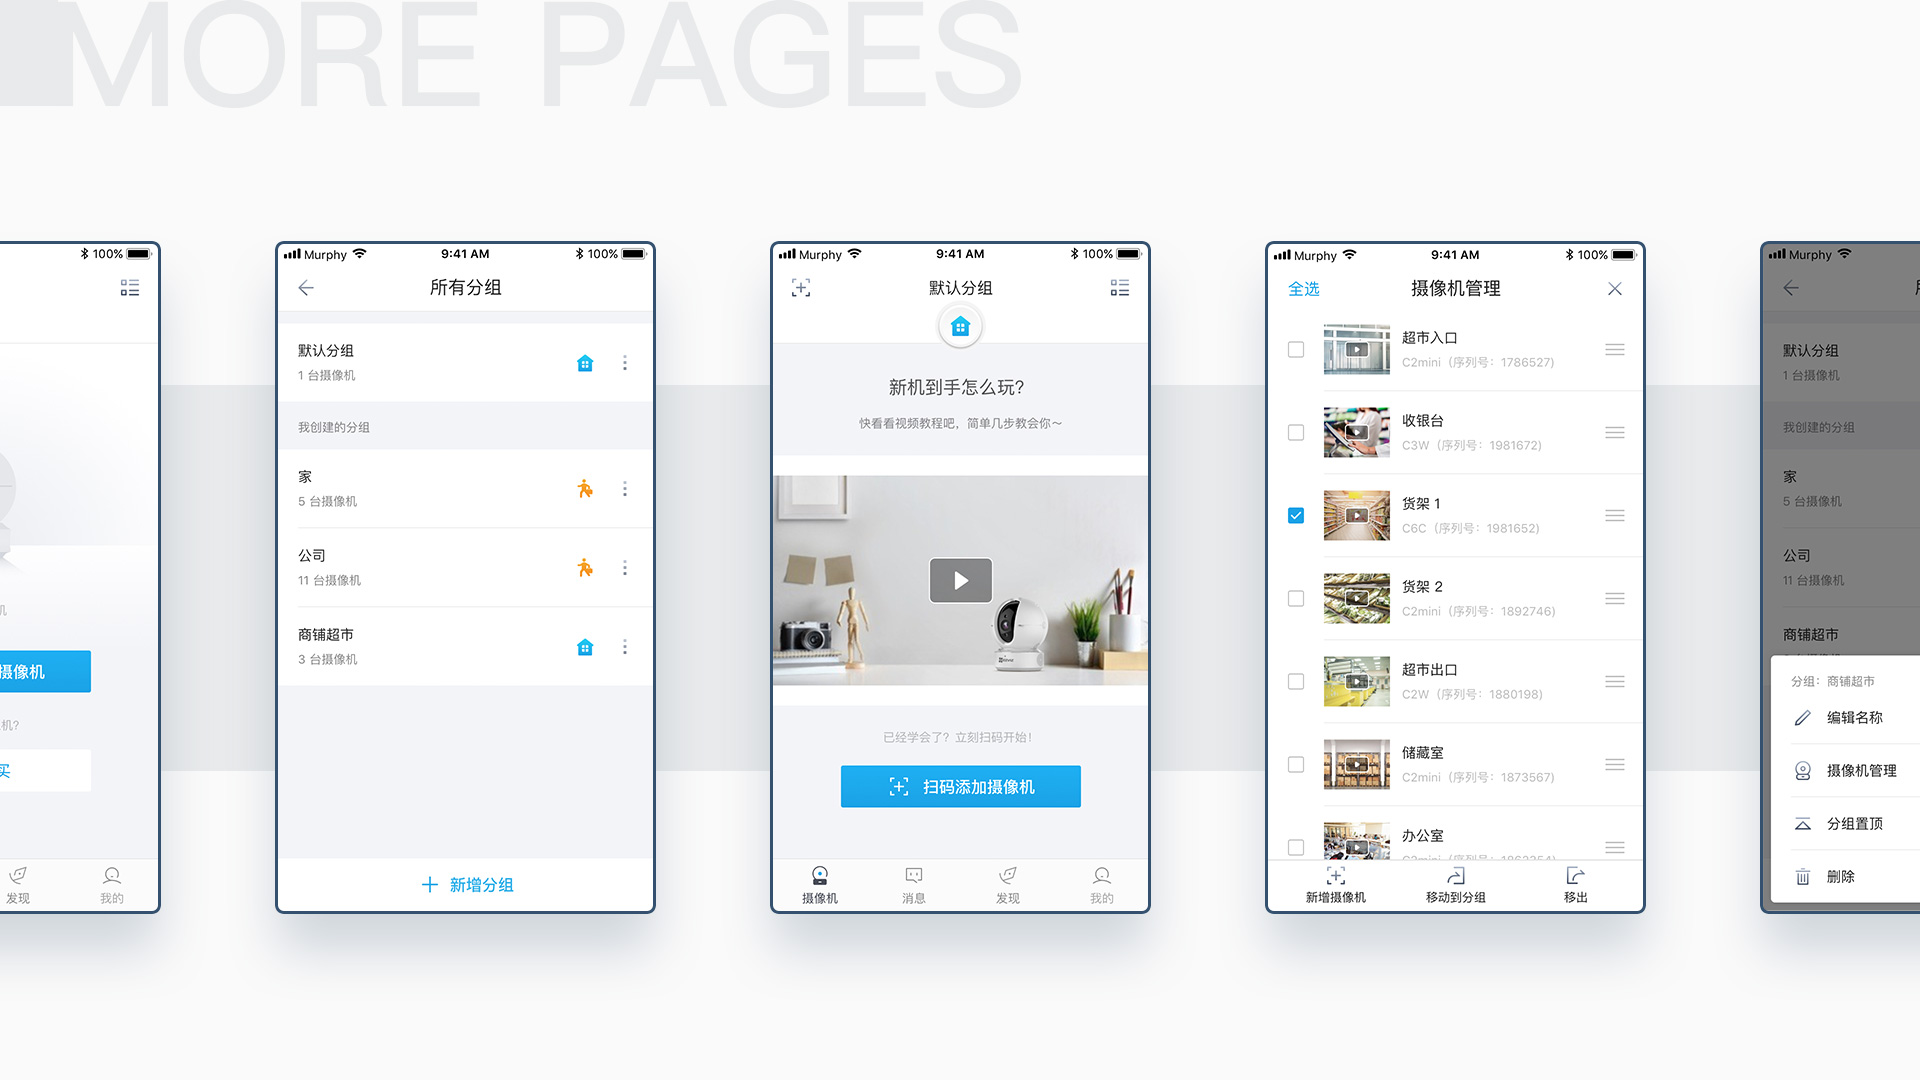 MORE PAGES
100%
机
摄像机
机?
买
发现
我的
Murphy
9:41 AM
100%
所有分组
默认分组
1 台摄像机
我创建的分组
家
5 台摄像机
公司
11 台摄像机
商铺超市
3 台摄像机
新增分组
Murphy
9:41 AM
100%
默认分组
新机到手怎么玩?
快看看视频教程吧，简单几步教会你～
已经学会了？立刻扫码开始！
扫码添加摄像机
摄像机
消息
发现
我的
Murphy
9:41 AM
100%
全选
摄像机管理
超市入口
C2mini（序列号：1786527）
收银台
C3W（序列号：1981672）
货架 1
C6C（序列号：1981652）
货架 2
C2mini（序列号：1892746）
超市出口
C2W（序列号：1880198）
储藏室
C2mini（序列号：1873567）
办公室
新增摄像机
移动到分组
移出
Murphy
默认分组
1 台摄像机
我创建的分组
家
5 台摄像机
公司
11 台摄像机
商铺超市
分组：商铺超市
编辑名称
摄像机管理
分组置顶
删除